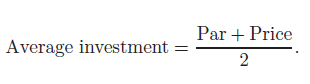 Average investment = Par + Price / 2.